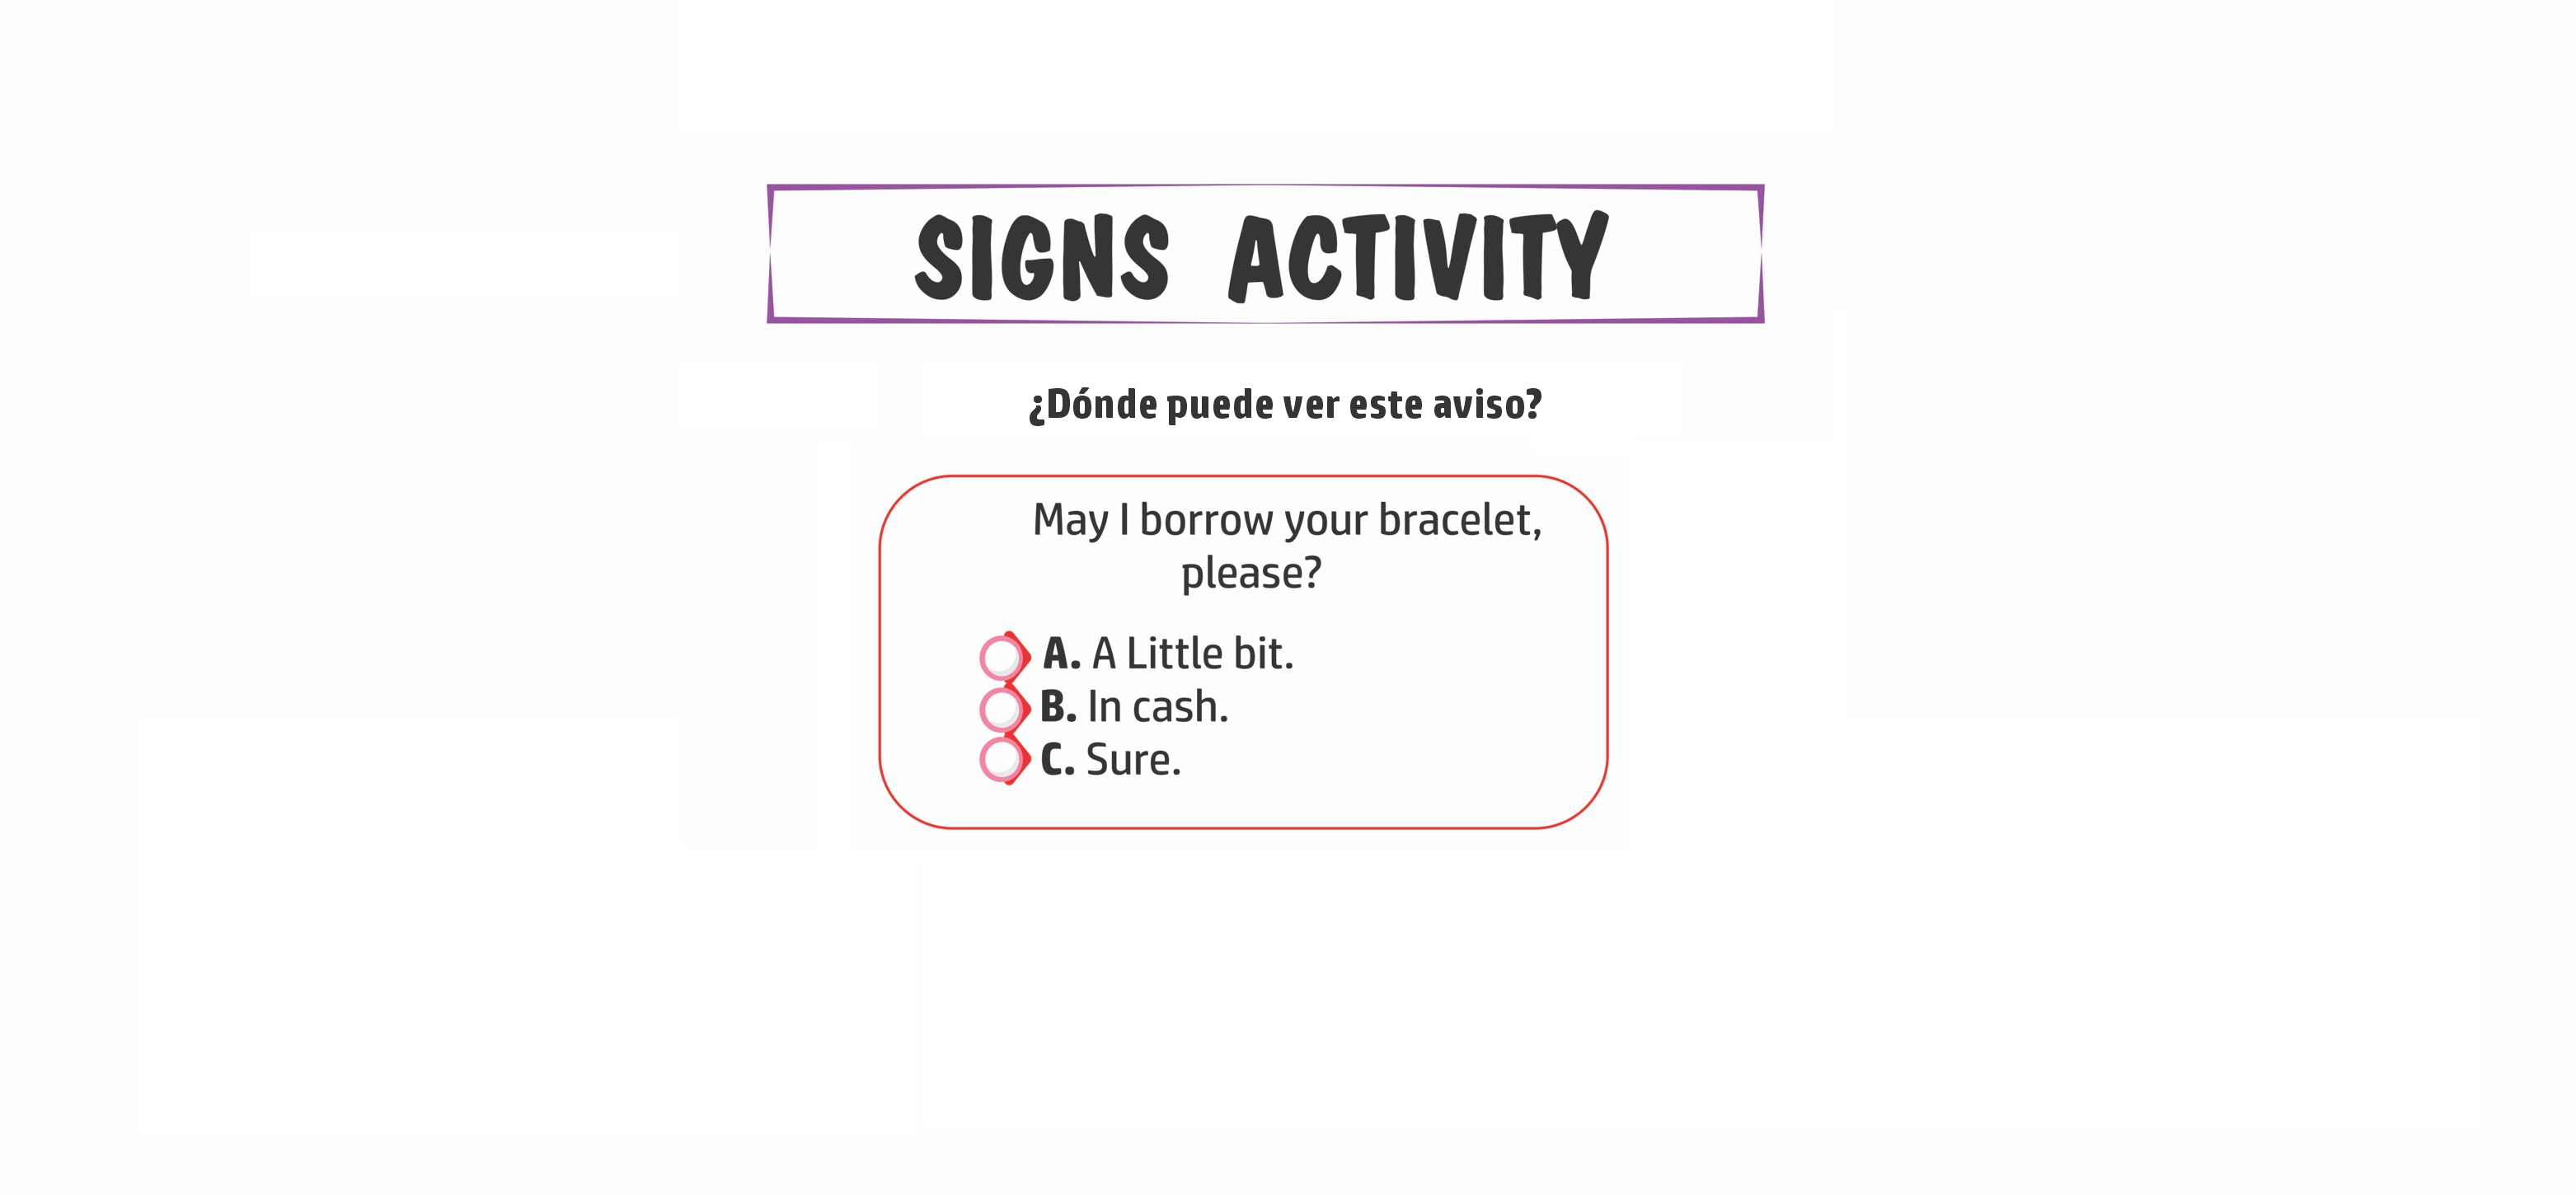 SIGNS ACTIVITY
¿Dónde puede ver este aviso?
May I borrow your bracelet,
please?
A. A Little bit.
B. In cash.
C. Sure.